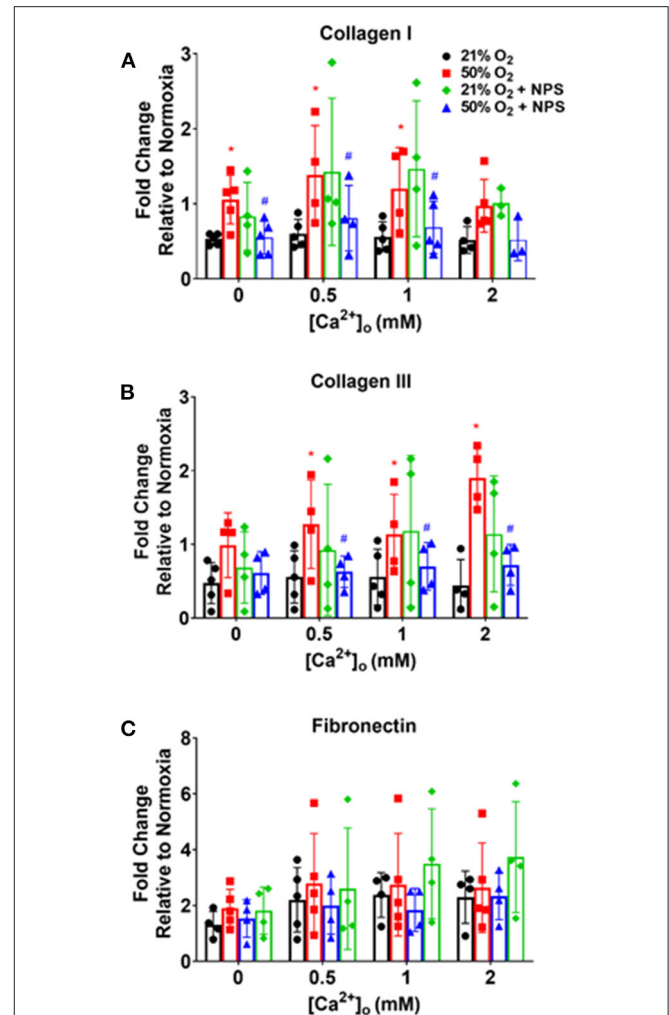 A
Collagen I
21% O₂
50% O₂
21% O₂ + NPS
50% O₂ + NPS
Fold Change
Relative to Normoxia
3
2
1
0
*
#
*
#
*
#
0 0.5 1 2
[Ca²⁺]ₒ (mM)
B
Collagen III
Fold Change
Relative to Normoxia
3
2
1
0
*
#
*
#
*
#
0 0.5 1 2
[Ca²⁺]ₒ (mM)
C
Fibronectin
Fold Change
Relative to Normoxia
8
6
4
2
0
0 0.5 1 2
[Ca²⁺]ₒ (mM)